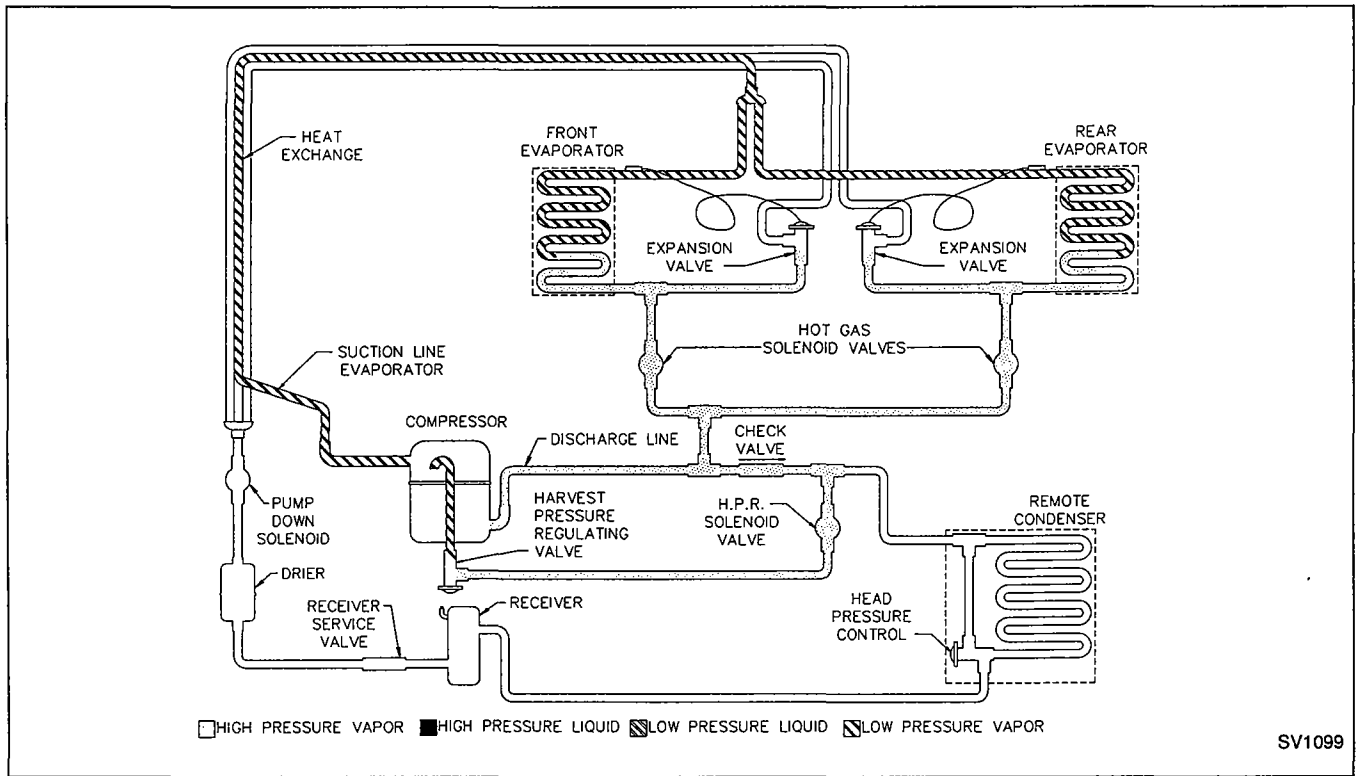 HEAT
EXCHANGE
FRONT
EVAPORATOR
REAR
EVAPORATOR
EXPANSION
VALVE
EXPANSION
VALVE
HOT GAS
SOLENOID VALVES
SUCTION LINE
EVAPORATOR
COMPRESSOR
DISCHARGE LINE
CHECK
VALVE
PUMP
DOWN
SOLENOID
HARVEST
PRESSURE
REGULATING
VALVE
H.P.R.
SOLENOID
VALVE
REMOTE
CONDENSER
DRIER
RECEIVER
SERVICE
VALVE
RECEIVER
HEAD
PRESSURE
CONTROL
HIGH PRESSURE VAPOR HIGH PRESSURE LIQUID LOW PRESSURE LIQUID LOW PRESSURE VAPOR
SV1099